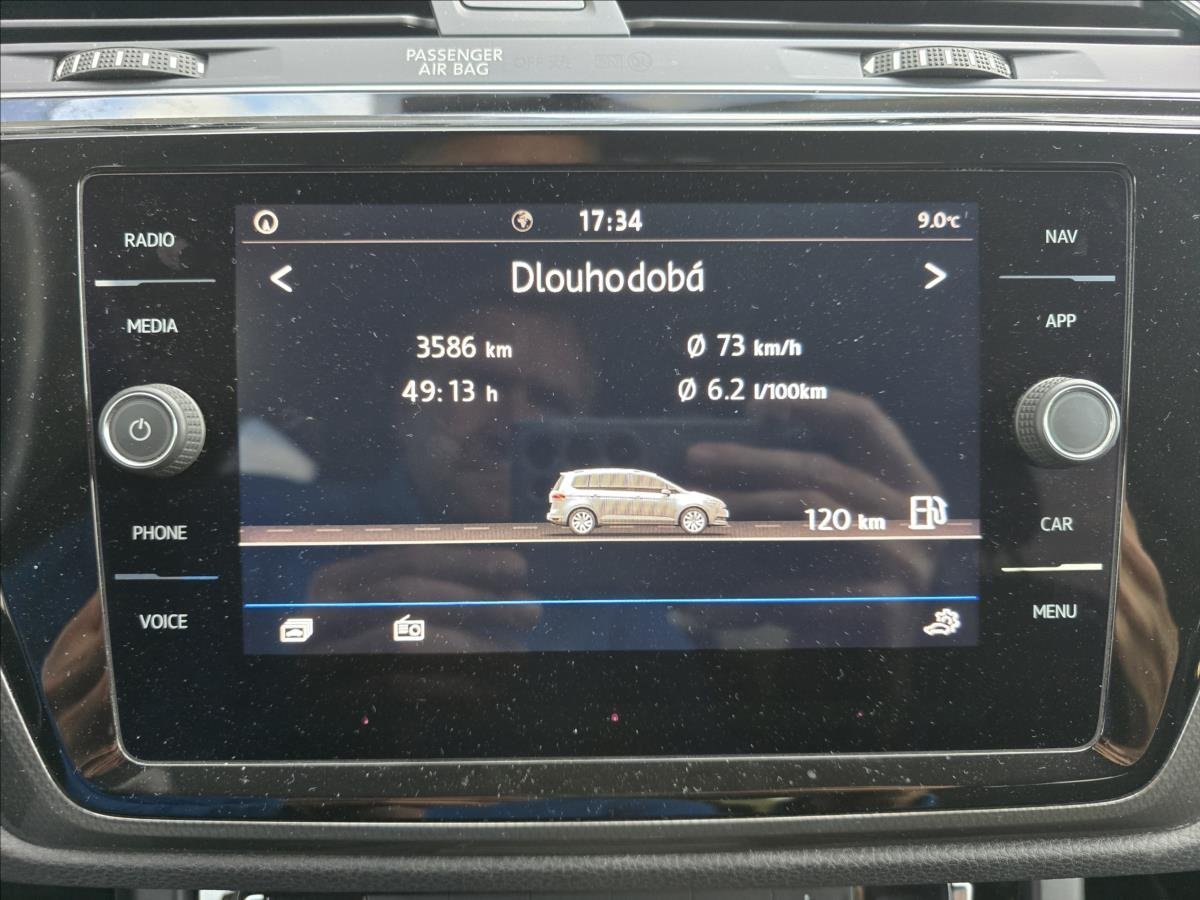 PASSENGER
AIR BAG
17:34
9.0°C
RADIO
NAV
Dlouhodobá
MEDIA
APP
3586 km
Ø 73 km/h
49:13 h
Ø 6.2 l/100km
120 km
PHONE
CAR
VOICE
MENU